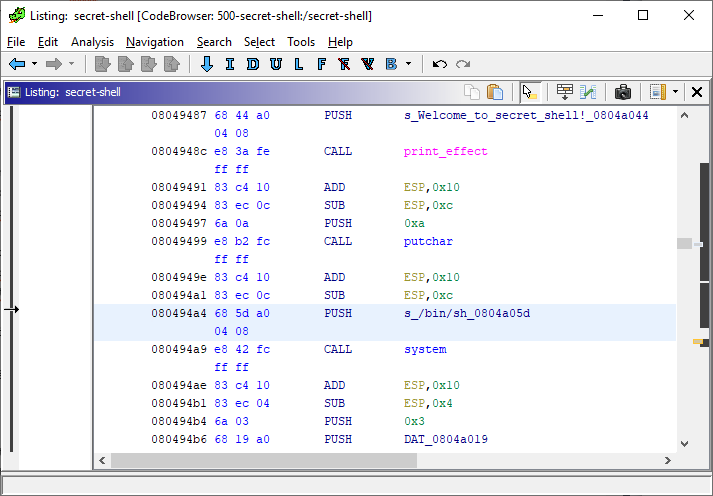 Listing:  secret-shell [CodeBrowser: 500-secret-shell:/secret-shell]
File Edit Analysis Navigation Search Select Tools Help
I D U L F F V B
Listing:  secret-shell
08049487 68 44 a0 PUSH s_Welcome_to_secret_shell!_0804a044
04 08
0804948c e8 3a fe CALL print_effect
ff ff
08049491 83 c4 10 ADD ESP,0x10
08049494 83 ec 0c SUB ESP,0xc
08049497 6a 0a PUSH 0xa
08049499 e8 b2 fc CALL putchar
ff ff
0804949e 83 c4 10 ADD ESP,0x10
080494a1 83 ec 0c SUB ESP,0xc
080494a4 68 5d a0 PUSH s_/bin/sh_0804a05d
04 08
080494a9 e8 42 fc CALL system
ff ff
080494ae 83 c4 10 ADD ESP,0x10
080494b1 83 ec 04 SUB ESP,0x4
080494b4 6a 03 PUSH 0x3
080494b6 68 19 a0 PUSH DAT_0804a019